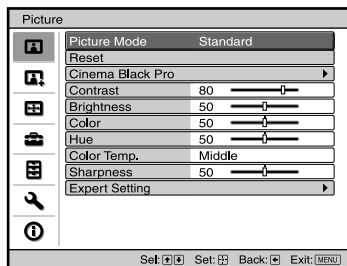 Picture
Picture Mode Standard
Reset
Cinema Black Pro
Contrast 80
Brightness 50
Color 50
Hue 50
Color Temp. Middle
Sharpness 50
Expert Setting
Sel: Set: Back: Exit: MENU